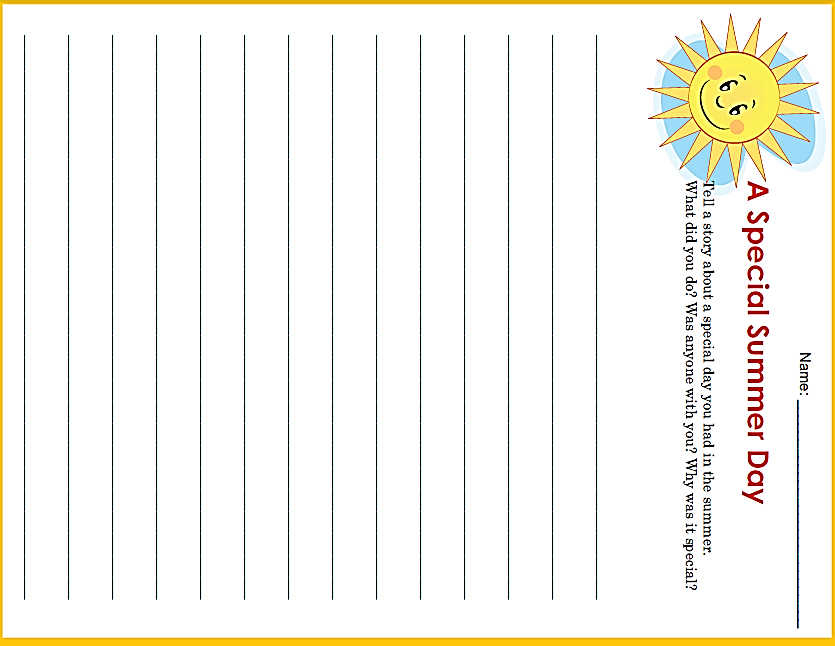 Name:
A Special Summer Day
Tell a story about a special day you had in the summer.
What did you do? Was anyone with you? Why was it special?